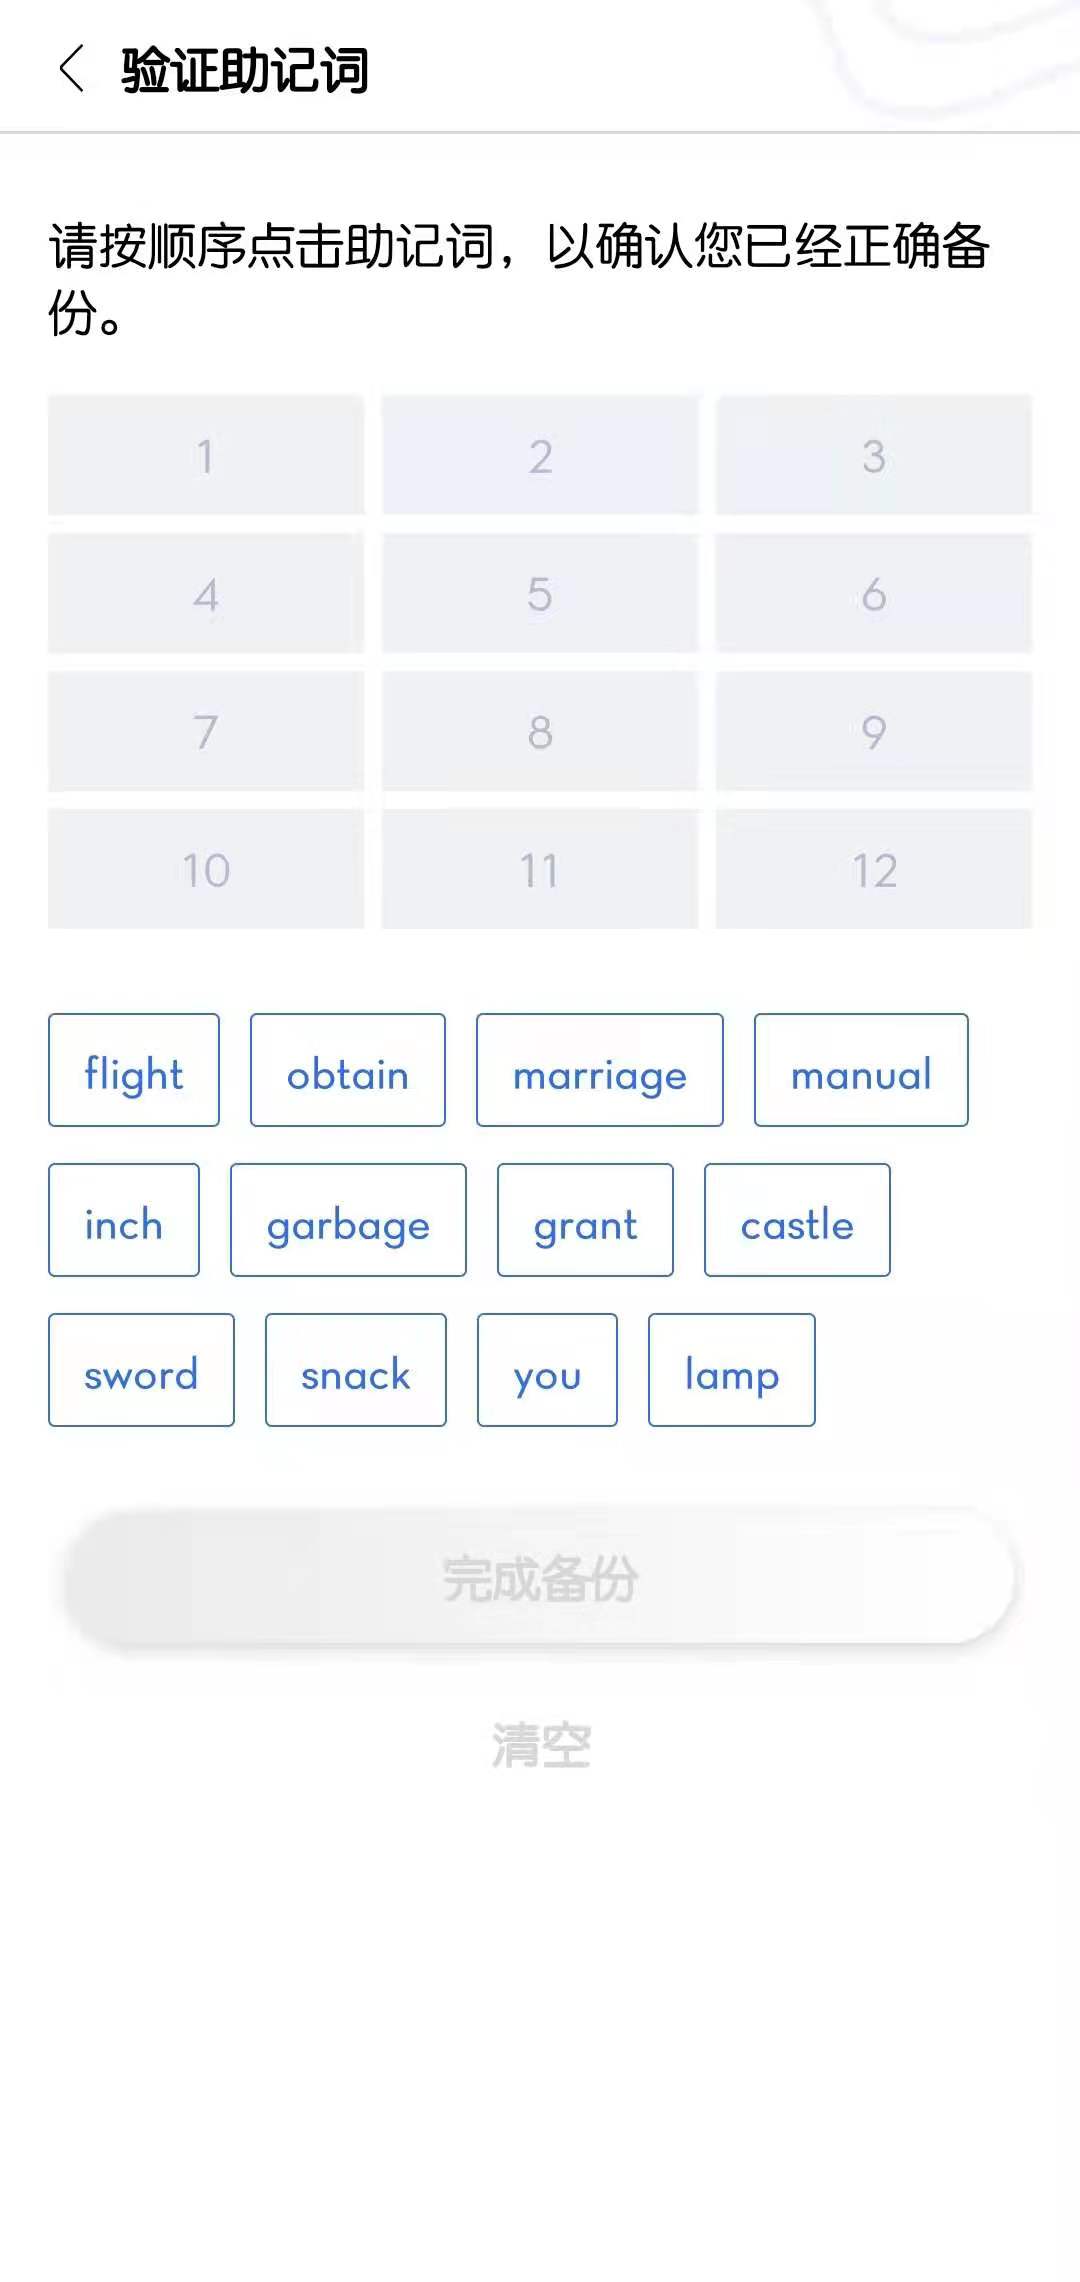 验证助记词
请按顺序点击助记词，以确认您已经正确备
份。
1 2 3
4 5 6
7 8 9
10 11 12
flight obtain marriage manual
inch garbage grant castle
sword snack you lamp
完成备份
清空